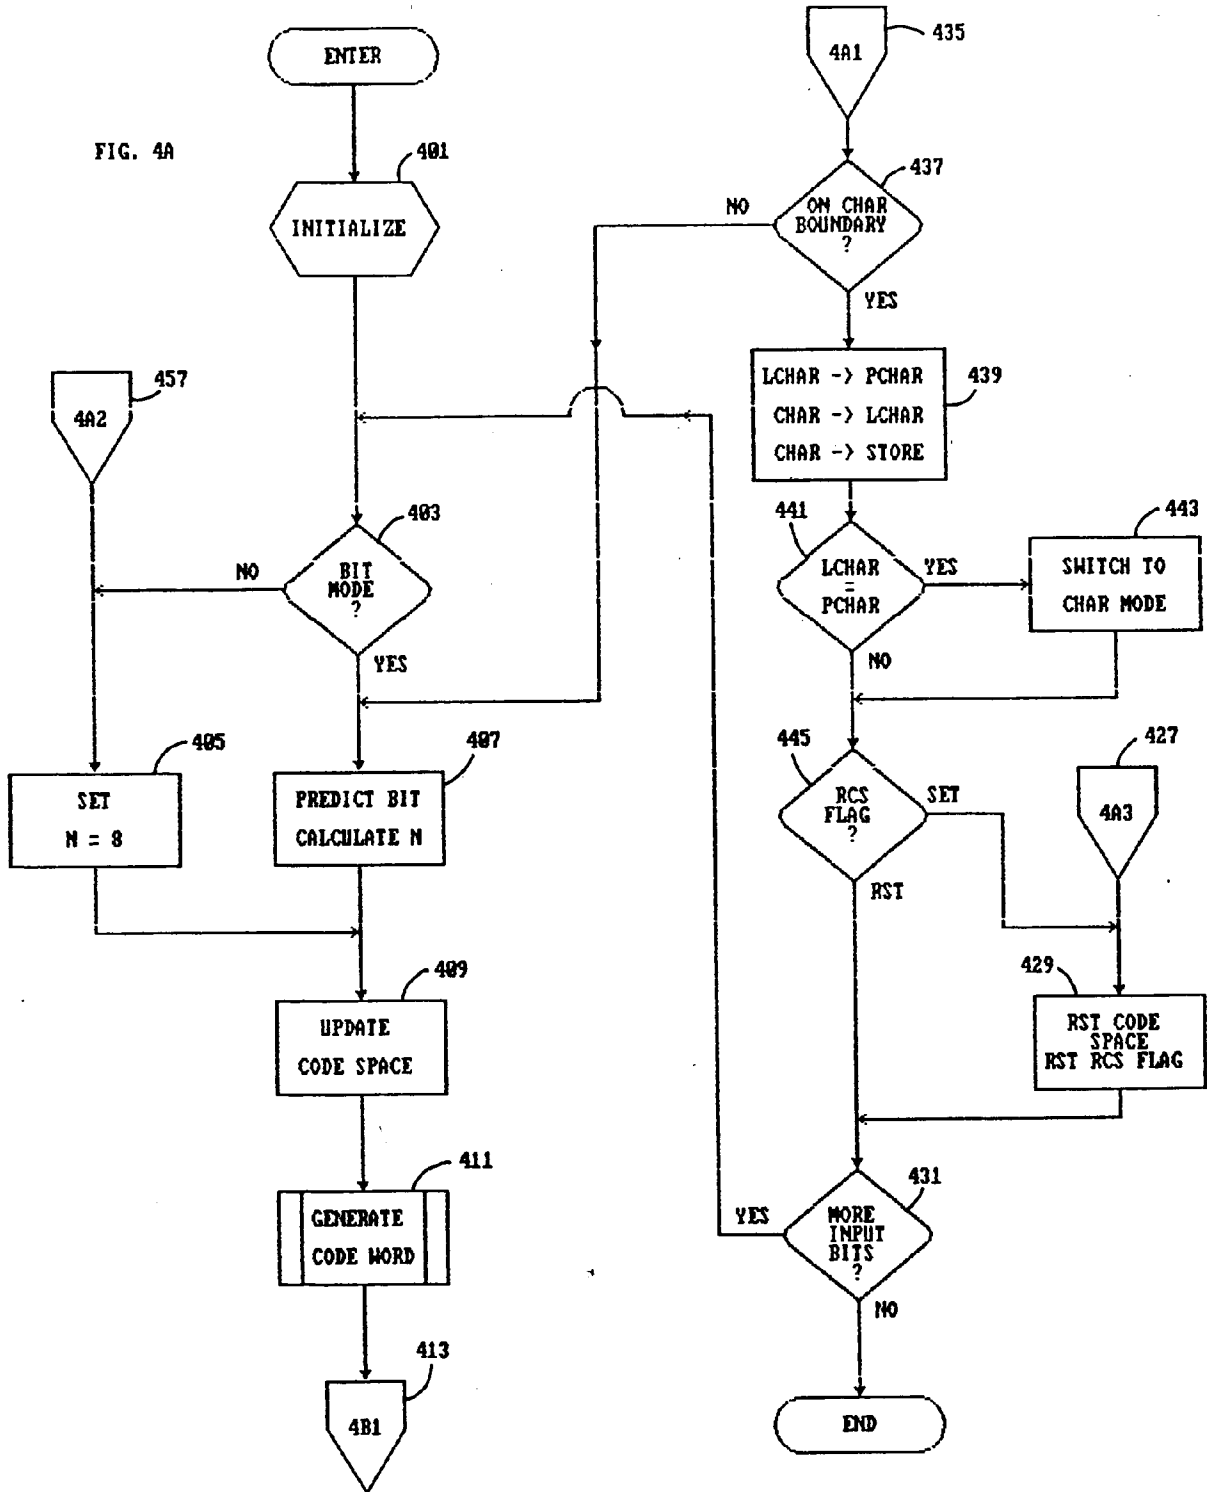 FIG. 4A
ENTER
401
INITIALIZE
457
4A2
403
BIT
MODE
?
NO
YES
405
SET
N = 8
407
PREDICT BIT
CALCULATE N
409
UPDATE
CODE SPACE
411
GENERATE
CODE WORD
413
4B1
435
4A1
437
ON CHAR
BOUNDARY
?
NO
YES
439
LCHAR -> PCHAR
CHAR -> LCHAR
CHAR -> STORE
441
LCHAR
=
PCHAR
YES
NO
443
SWITCH TO
CHAR MODE
445
RCS
FLAG
?
SET
RST
427
4A3
429
RST CODE
SPACE
RST RCS FLAG
431
MORE
INPUT
BITS
?
YES
NO
END